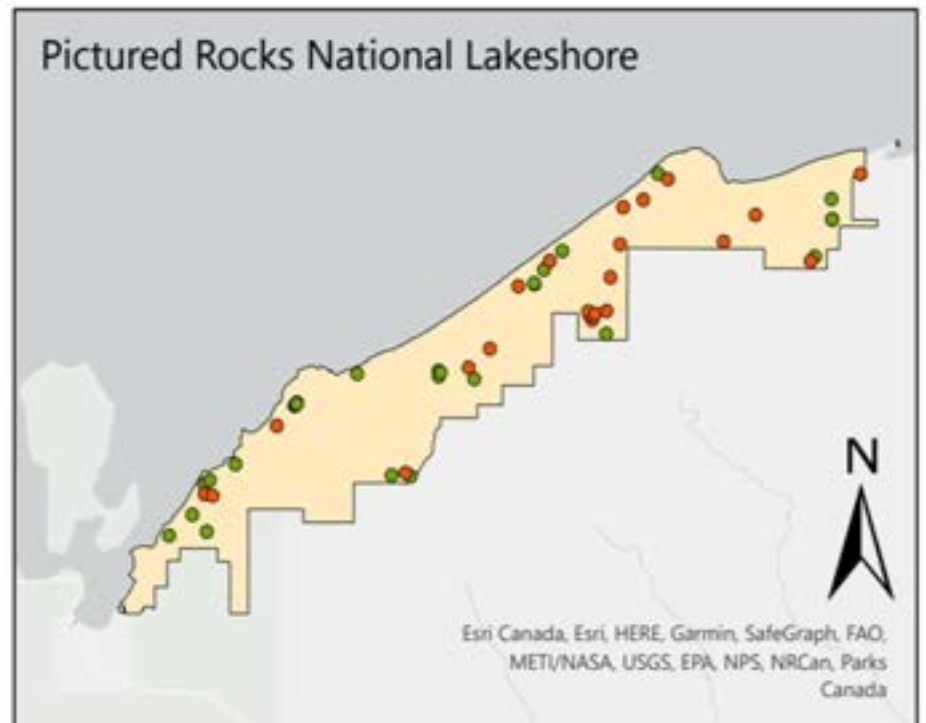 Pictured Rocks National Lakeshore
N
Esri Canada, Esri, HERE, Garmin, SafeGraph, FAO,
METI/NASA, USGS, EPA, NPS, NRCan, Parks
Canada